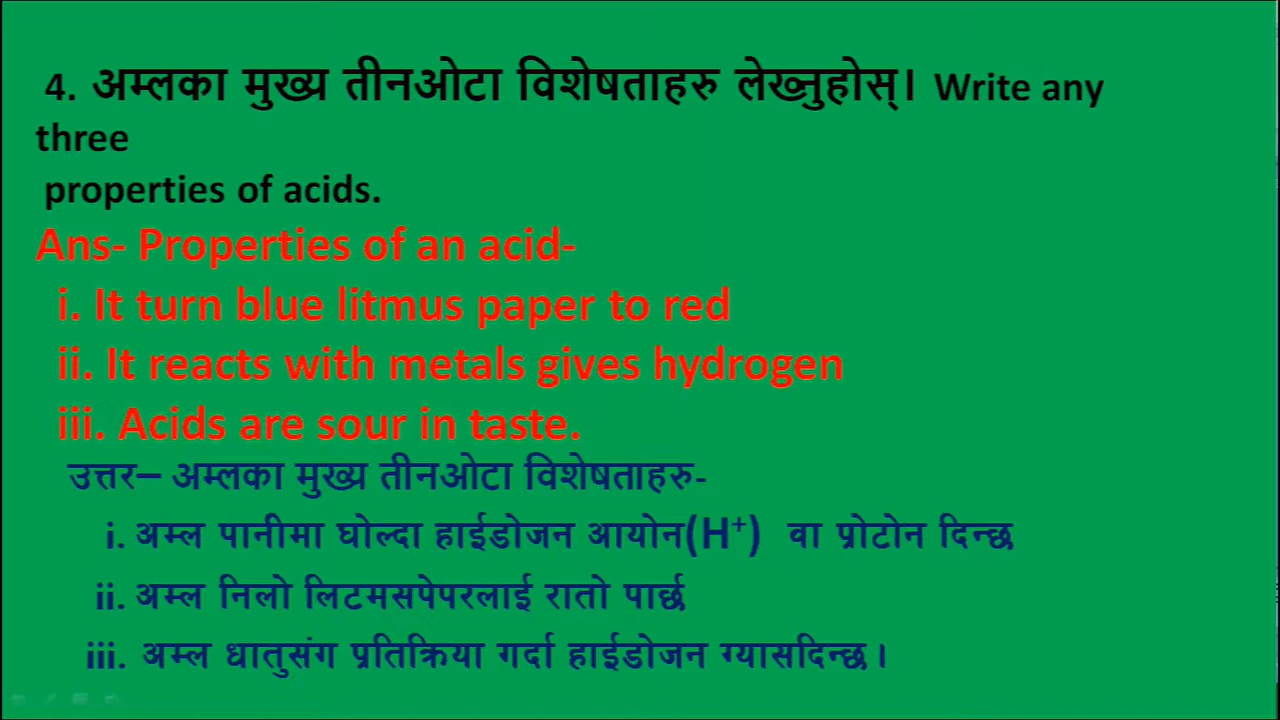 4. अम्लका मुख्य तीनओटा विशेषताहरु लेख्नुहोस्। Write any
three
properties of acids.
Ans- Properties of an acid-
i. It turn blue litmus paper to red
ii. It reacts with metals gives hydrogen
iii. Acids are sour in taste.
उत्तर– अम्लका मुख्य तीनओटा विशेषताहरु-
i. अम्ल पानीमा घोल्दा हाईडोजन आयोन(H⁺) वा प्रोटोन दिन्छ
ii. अम्ल निलो लिटमसपेपरलाई रातो पार्छ
iii. अम्ल धातुसंग प्रतिक्रिया गर्दा हाईडोजन ग्यासदिन्छ।